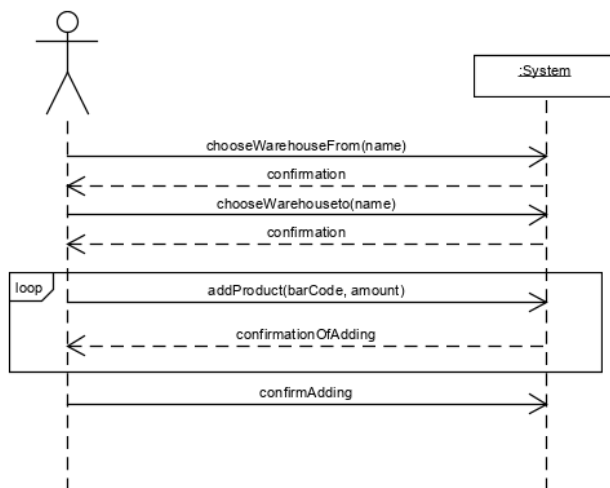 :System
chooseWarehouseFrom(name)
confirmation
chooseWarehouseto(name)
confirmation
loop
addProduct(barCode, amount)
confirmationOfAdding
confirmAdding